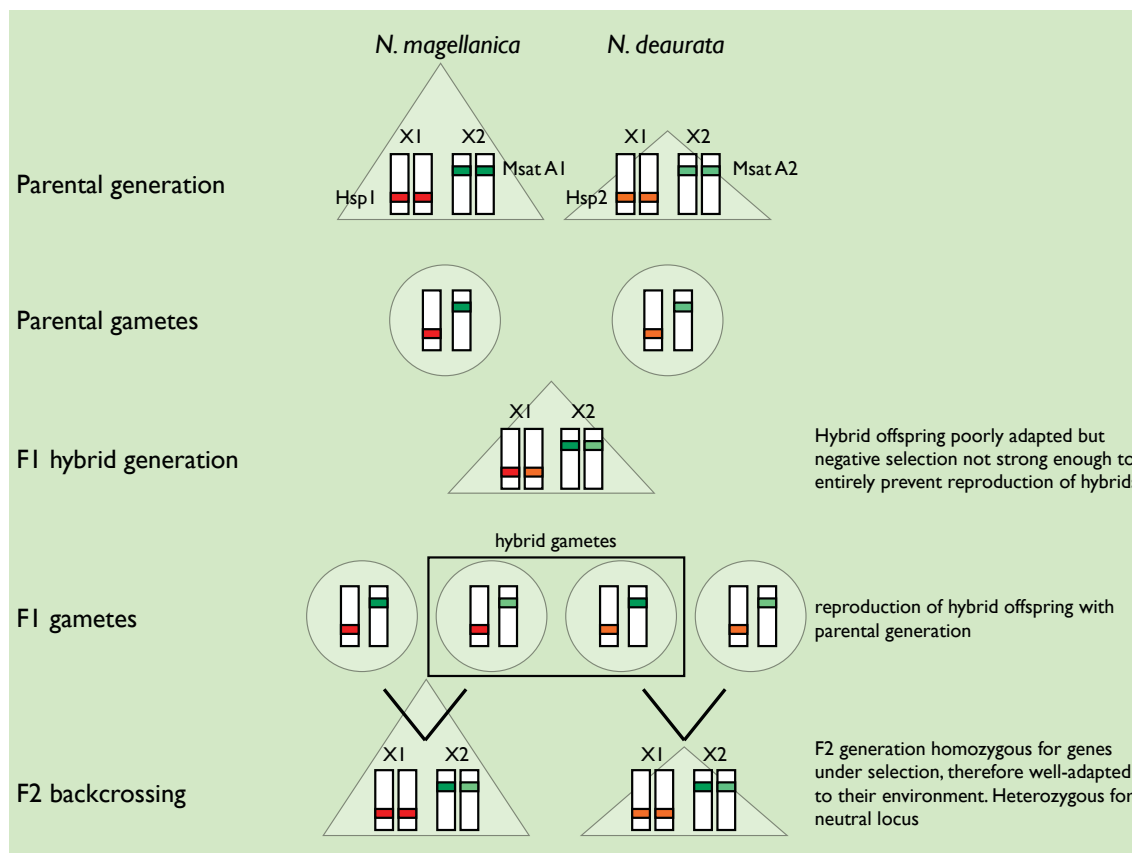 N. magellanica
N. deaurata
X1
X2
X1
X2
Parental generation
Msat A1
Msat A2
Hsp1
Hsp2
Parental gametes
X1
X2
F1 hybrid generation
Hybrid offspring poorly adapted but
negative selection not strong enough to
entirely prevent reproduction of hybrid
hybrid gametes
F1 gametes
reproduction of hybrid offspring with
parental generation
X1
X2
X1
X2
F2 backcrossing
F2 generation homozygous for genes
under selection, therefore well-adapted
to their environment. Heterozygous for
neutral locus